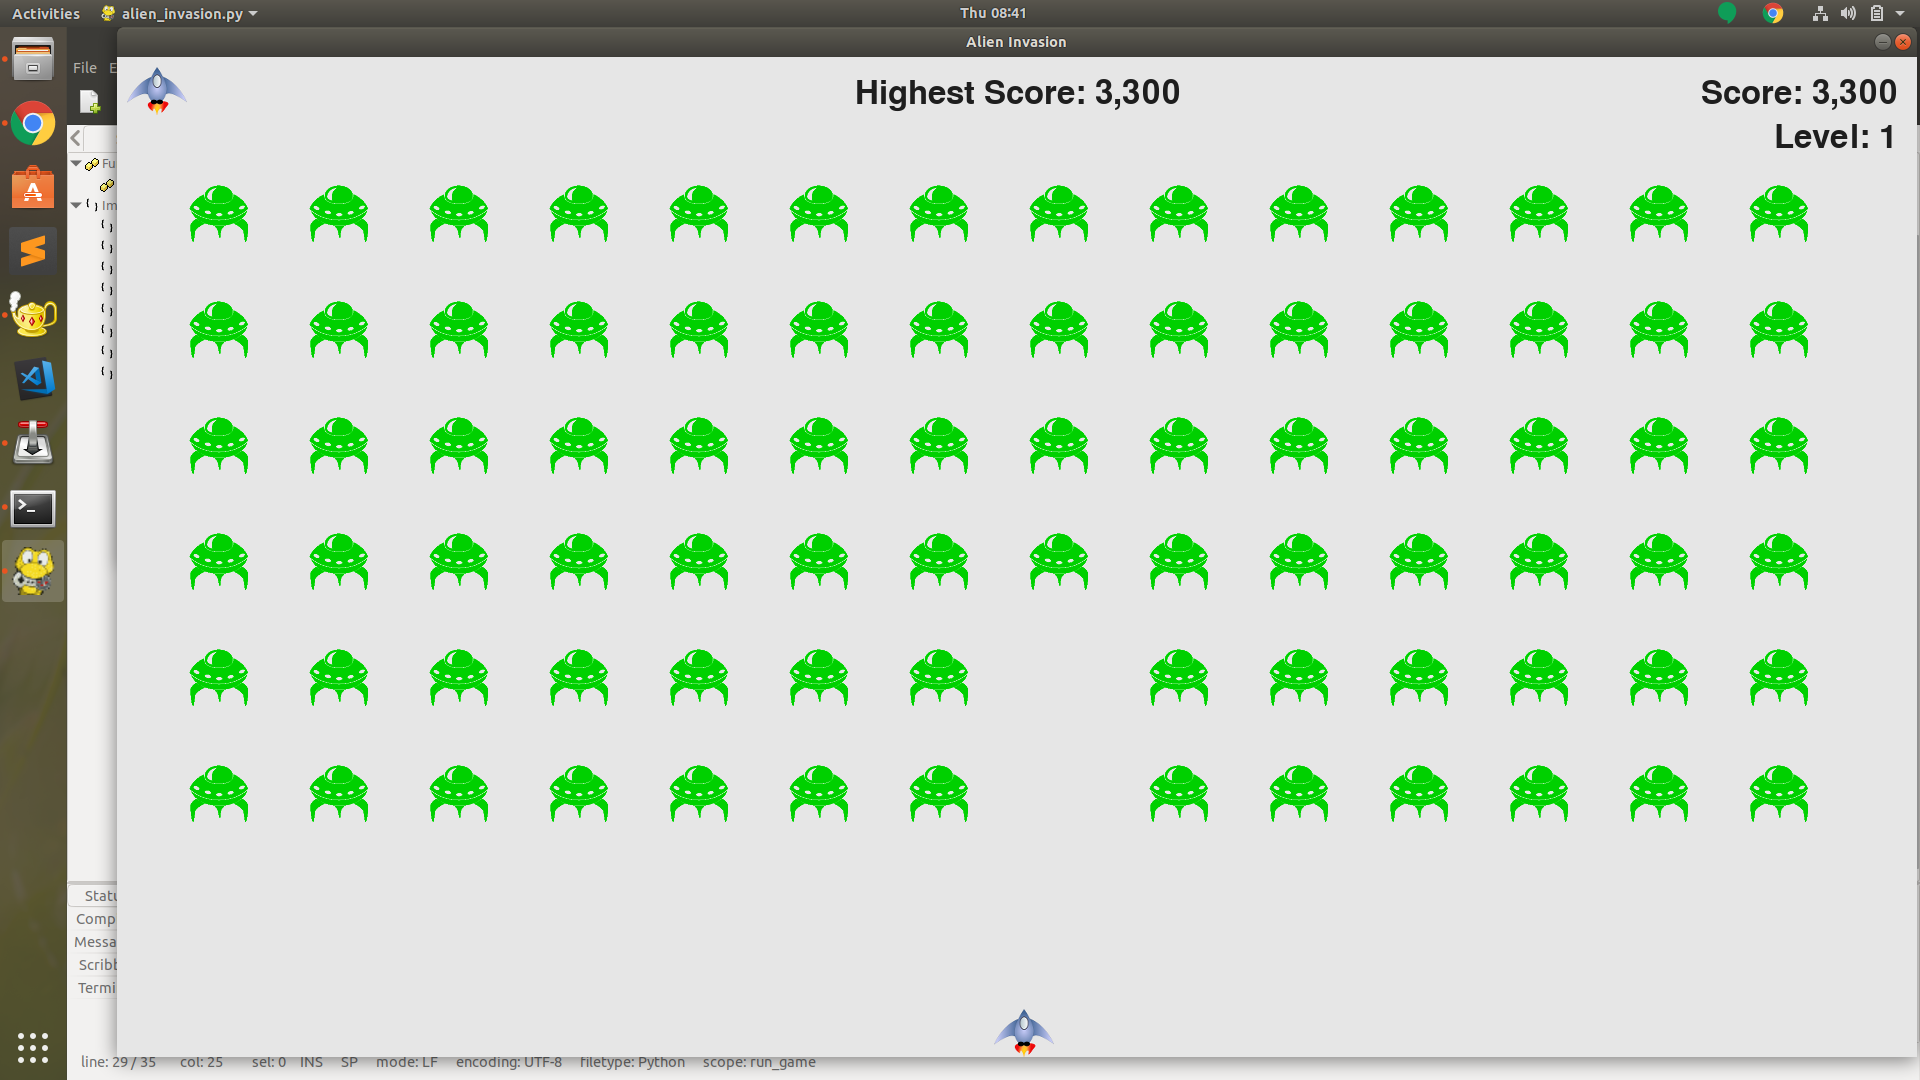 Activities
alien_invasion.py
Thu 08:41
Alien Invasion
File E
Highest Score: 3,300
Score: 3,300
Level: 1
Fu
Im
Statu
Comp
Messa
Scribb
Termi
line: 29 / 35 col: 25 sel: 0 INS SP mode: LF encoding: UTF-8 filetype: Python scope: run_game